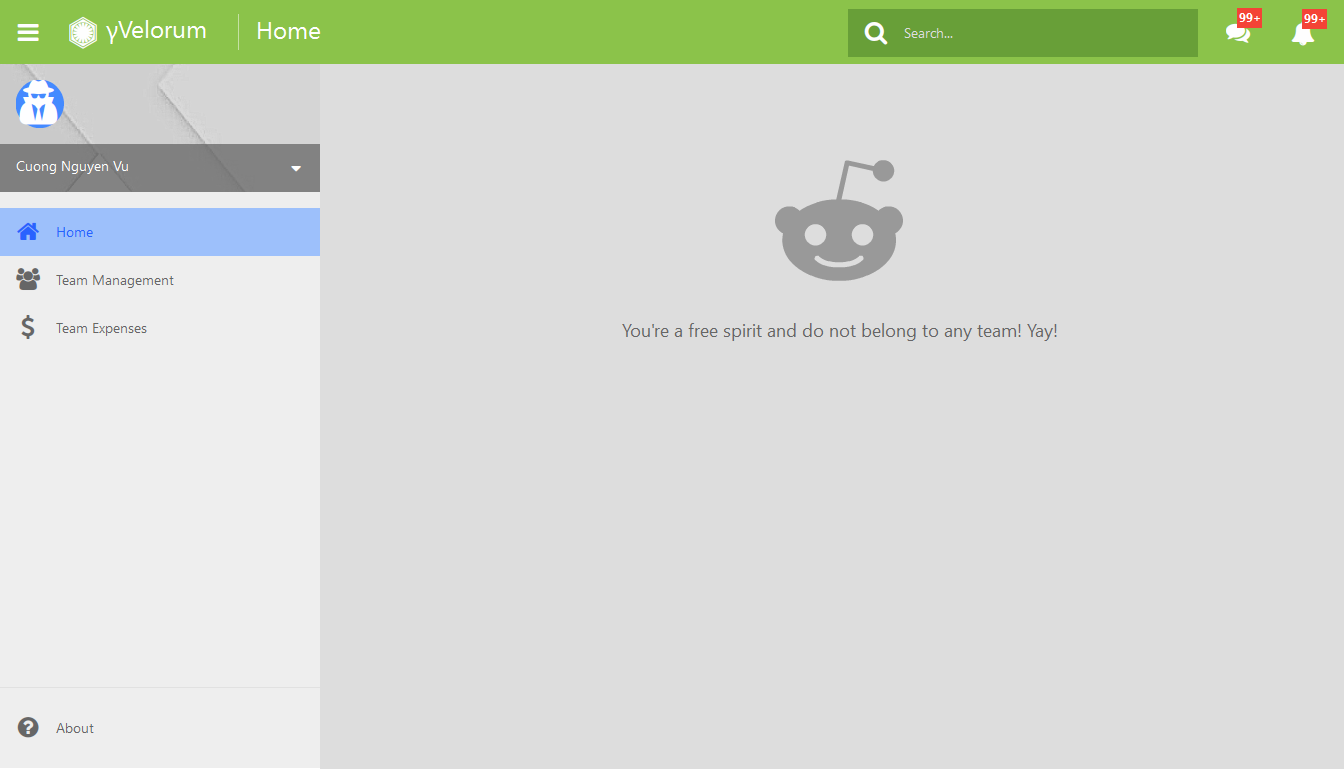 γVelorum
Home
Search...
99+
99+
Cuong Nguyen Vu
Home
Team Management
Team Expenses
You're a free spirit and do not belong to any team! Yay!
About